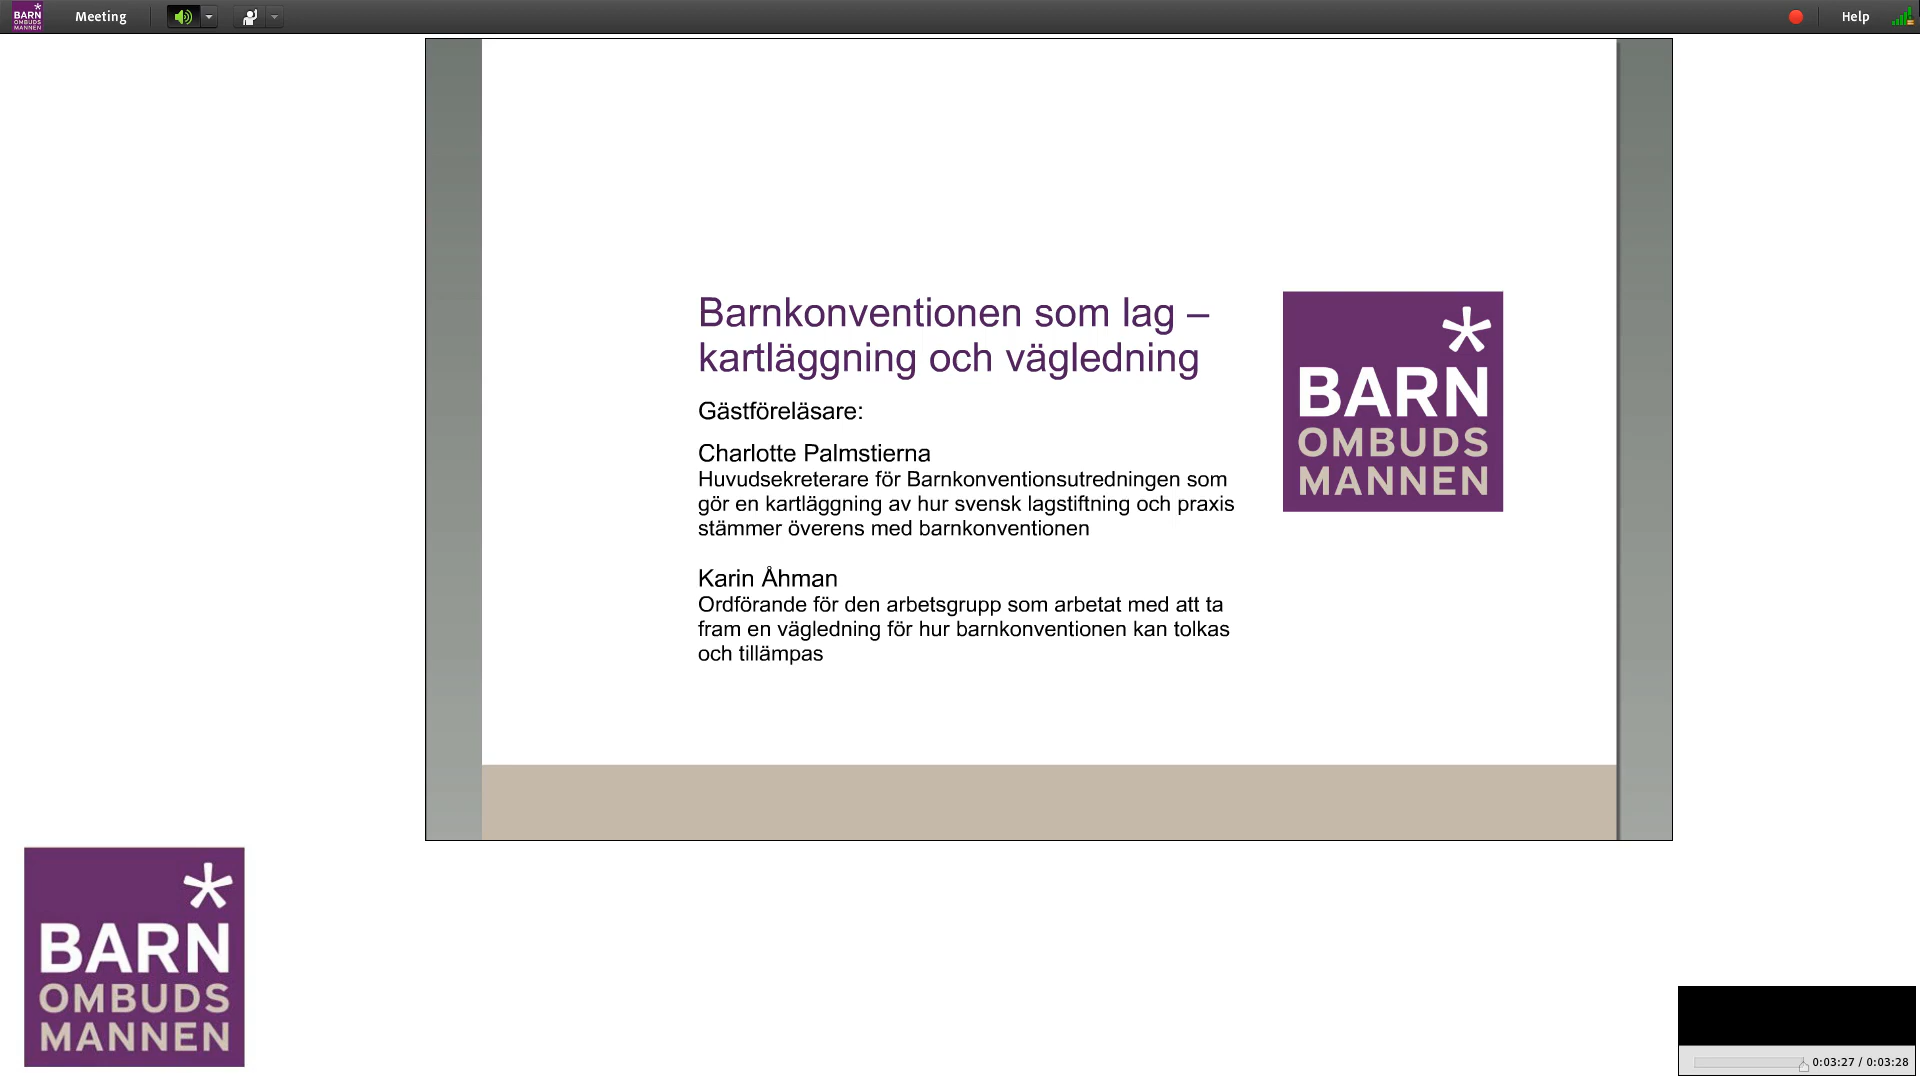 BARN
OMBUDS
MANNEN
Meeting
Help
Barnkonventionen som lag –
kartläggning och vägledning
Gästföreläsare:
Charlotte Palmstierna
Huvudsekreterare för Barnkonventionsutredningen som
gör en kartläggning av hur svensk lagstiftning och praxis
stämmer överens med barnkonventionen
Karin Åhman
Ordförande för den arbetsgrupp som arbetat med att ta
fram en vägledning för hur barnkonventionen kan tolkas
och tillämpas
BARN
OMBUDS
MANNEN
BARN
OMBUDS
MANNEN
0:03:27 / 0:03:28